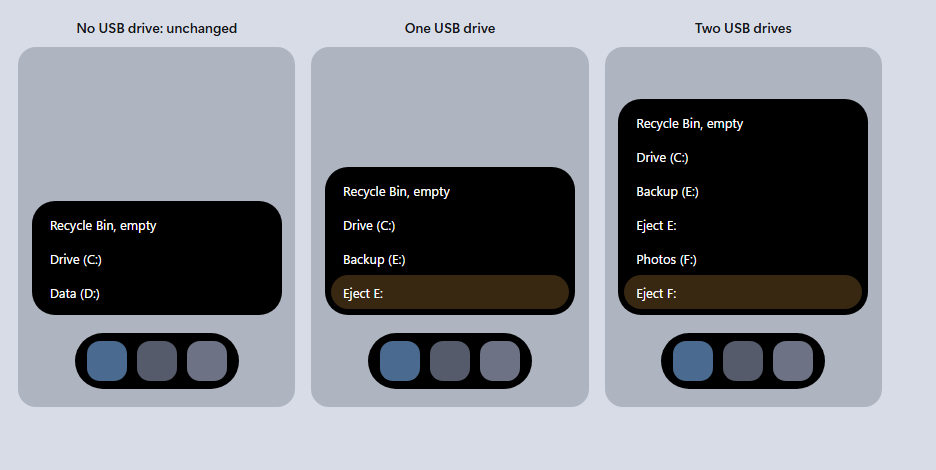 No USB drive: unchanged
Recycle Bin, empty
Drive (C:)
Data (D:)
One USB drive
Recycle Bin, empty
Drive (C:)
Backup (E:)
Eject E:
Two USB drives
Recycle Bin, empty
Drive (C:)
Backup (E:)
Eject E:
Photos (F:)
Eject F: